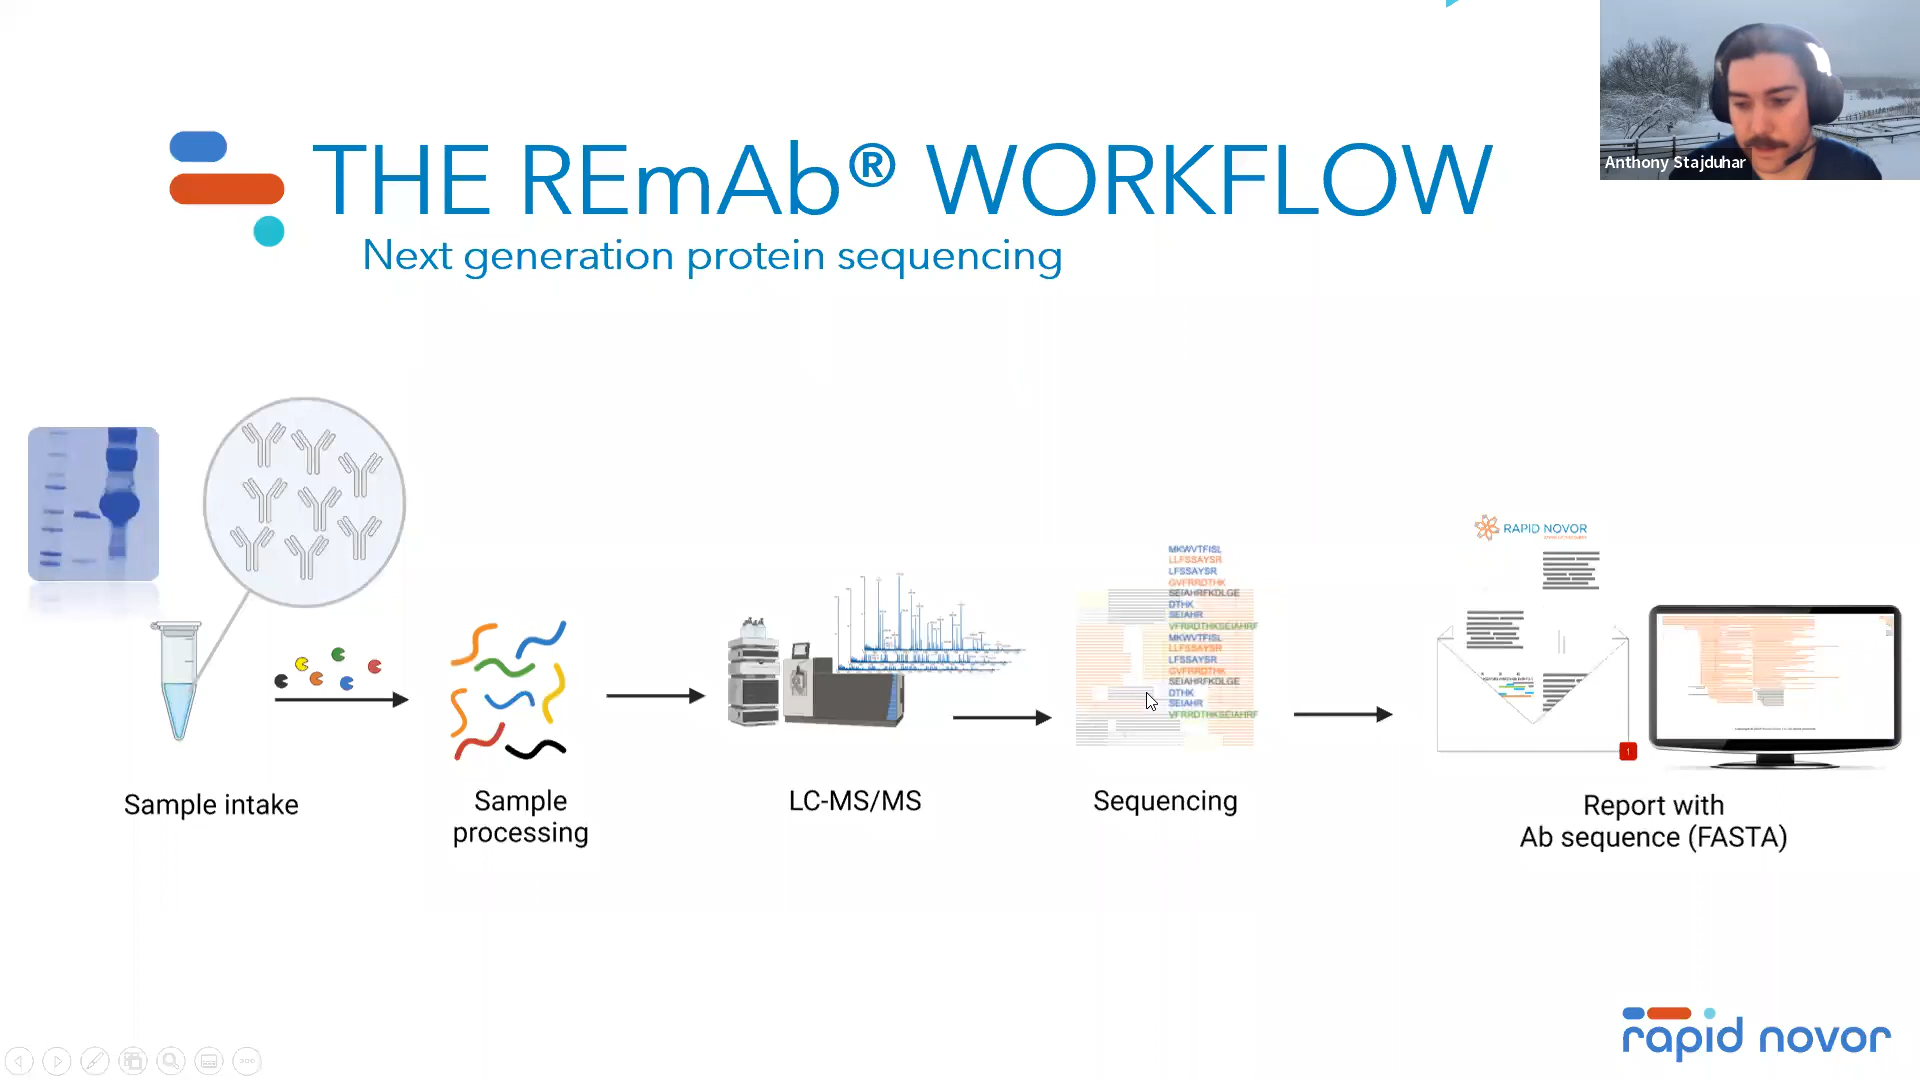 THE REmAb® WORKFLOW
Next generation protein sequencing
Anthony Stajduhar
RAPID NOVOR
MKWVTFISL
LLFSSAYSR
LFSSAYSR
GVFRRDTHK
SEIAHRFKDLGE
DTHK
SEIAHR
VFRRDTHKSEIAHRF
MKWVTFISL
LLFSSAYSR
LFSSAYSR
GVFRRDTHK
SEIAHRFKDLGE
DTHK
SEIAHR
VFRRDTHKSEIAHRF
1
Sample intake
Sample
processing
LC-MS/MS
Sequencing
Report with
Ab sequence (FASTA)
rapid novor